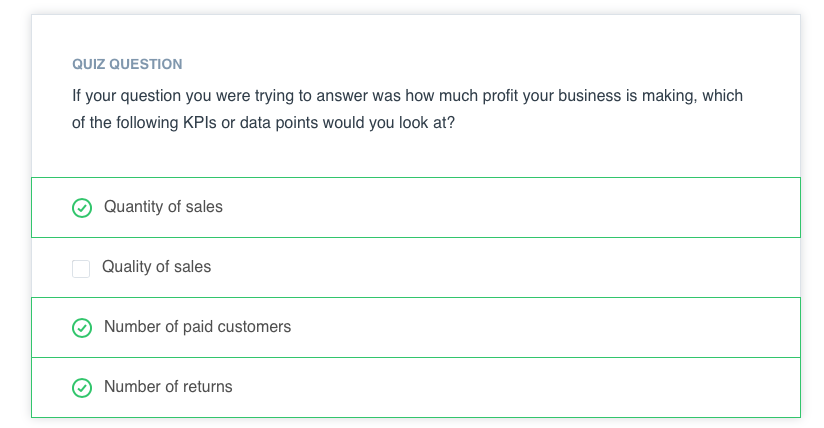 QUIZ QUESTION
If your question you were trying to answer was how much profit your business is making, which
of the following KPIs or data points would you look at?
Quantity of sales
Quality of sales
Number of paid customers
Number of returns